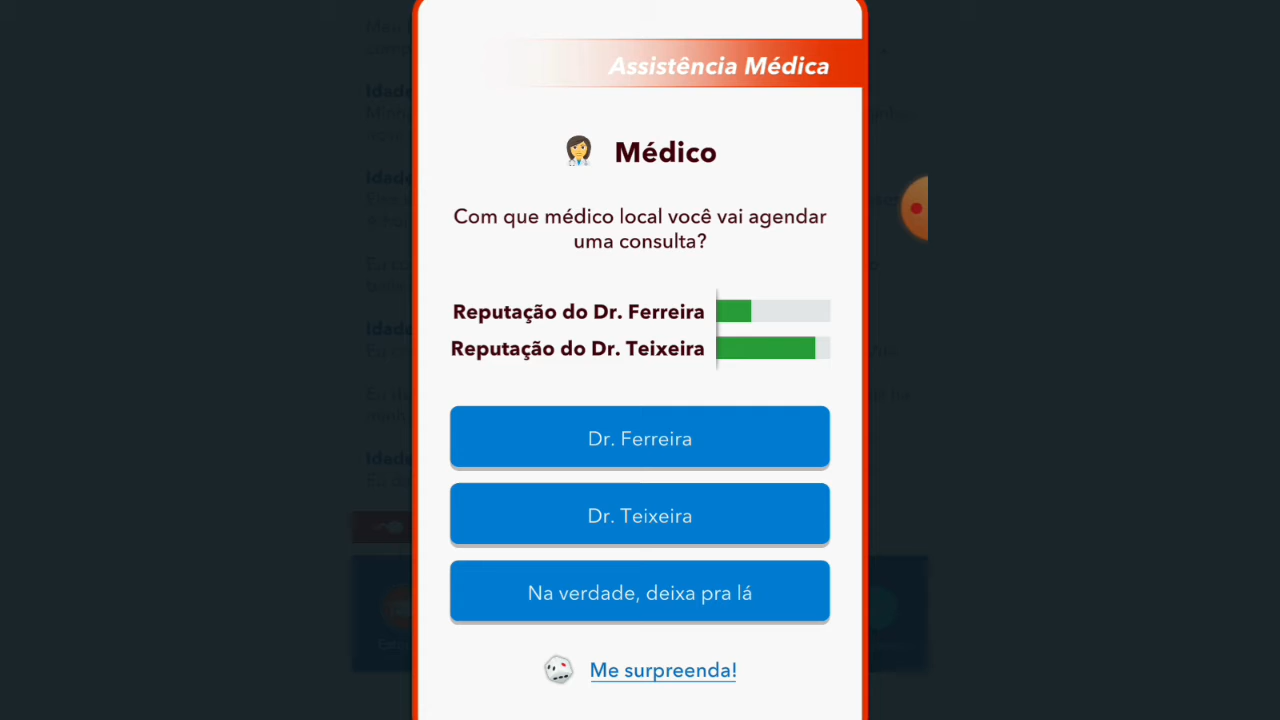 Assistência Médica
Médico
Com que médico local você vai agendar
uma consulta?
Reputação do Dr. Ferreira
Reputação do Dr. Teixeira
Dr. Ferreira
Dr. Teixeira
Na verdade, deixa pra lá
Me surpreenda!